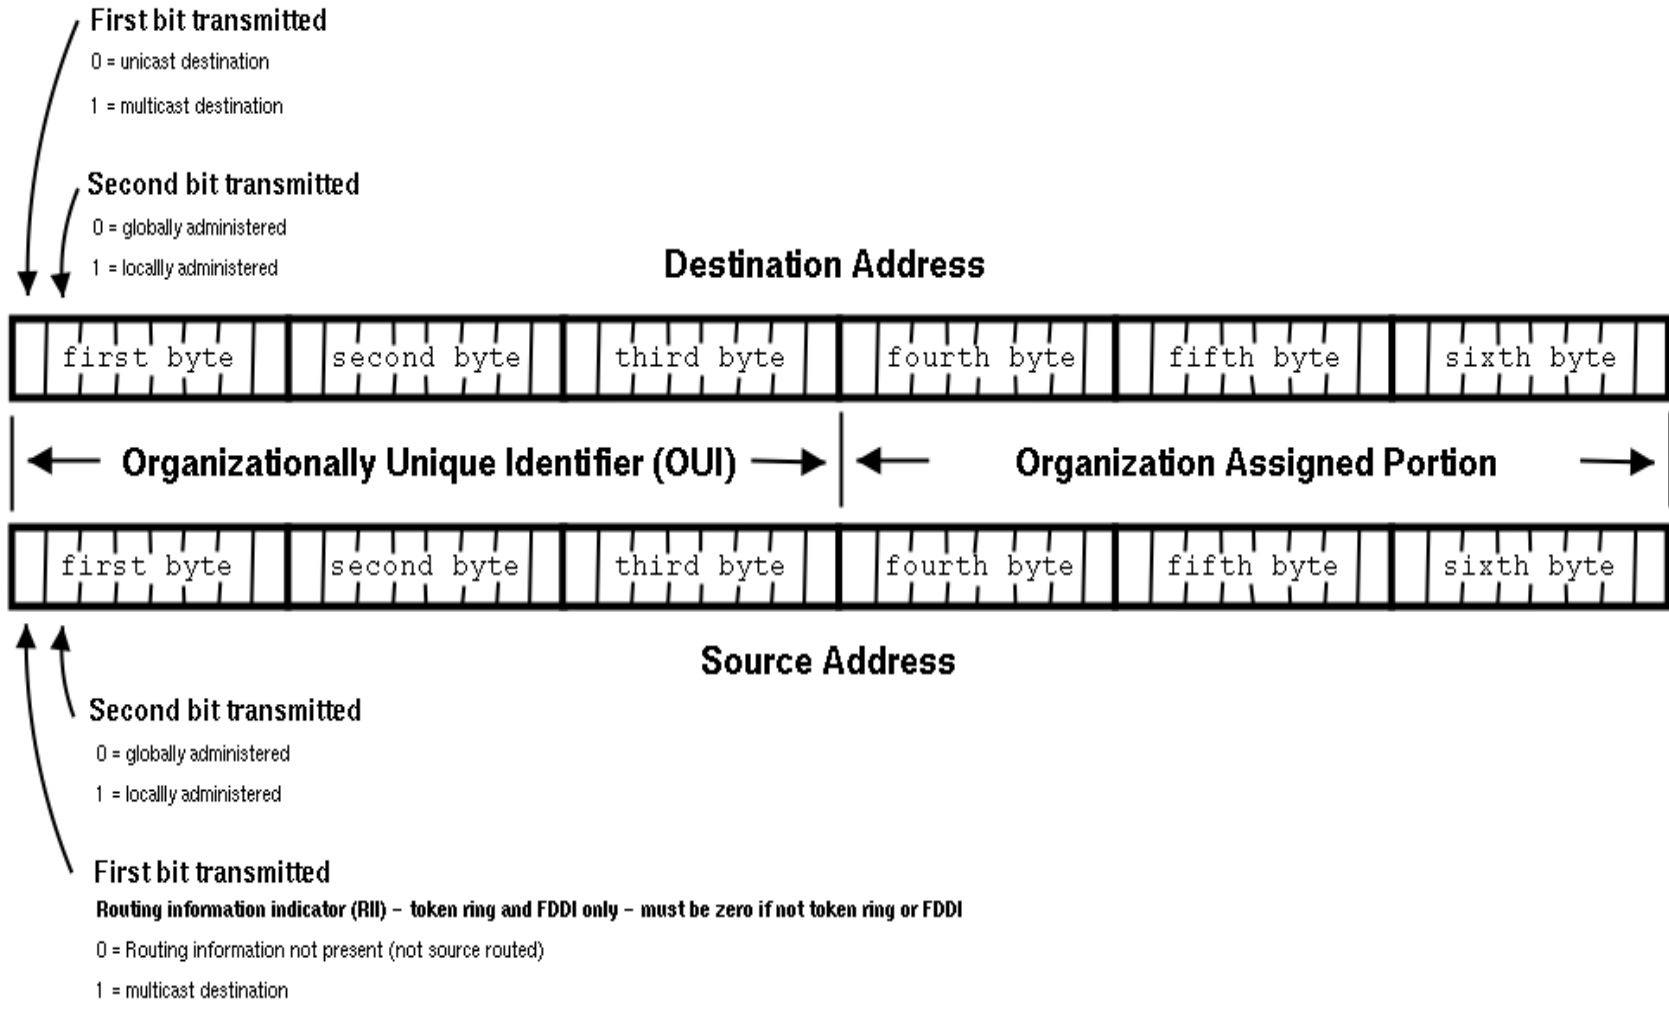 First bit transmitted
0 = unicast destination
1 = multicast destination
Second bit transmitted
0 = globally administered
1 = locallly administered
Destination Address
first byte second byte third byte fourth byte fifth byte sixth byte
Organizationally Unique Identifier (OUI) Organization Assigned Portion
first byte second byte third byte fourth byte fifth byte sixth byte
Source Address
Second bit transmitted
0 = globally administered
1 = locallly administered
First bit transmitted
Routing information indicator (RII) – token ring and FDDI only – must be zero if not token ring or FDDI
0 = Routing information not present (not source routed)
1 = multicast destination